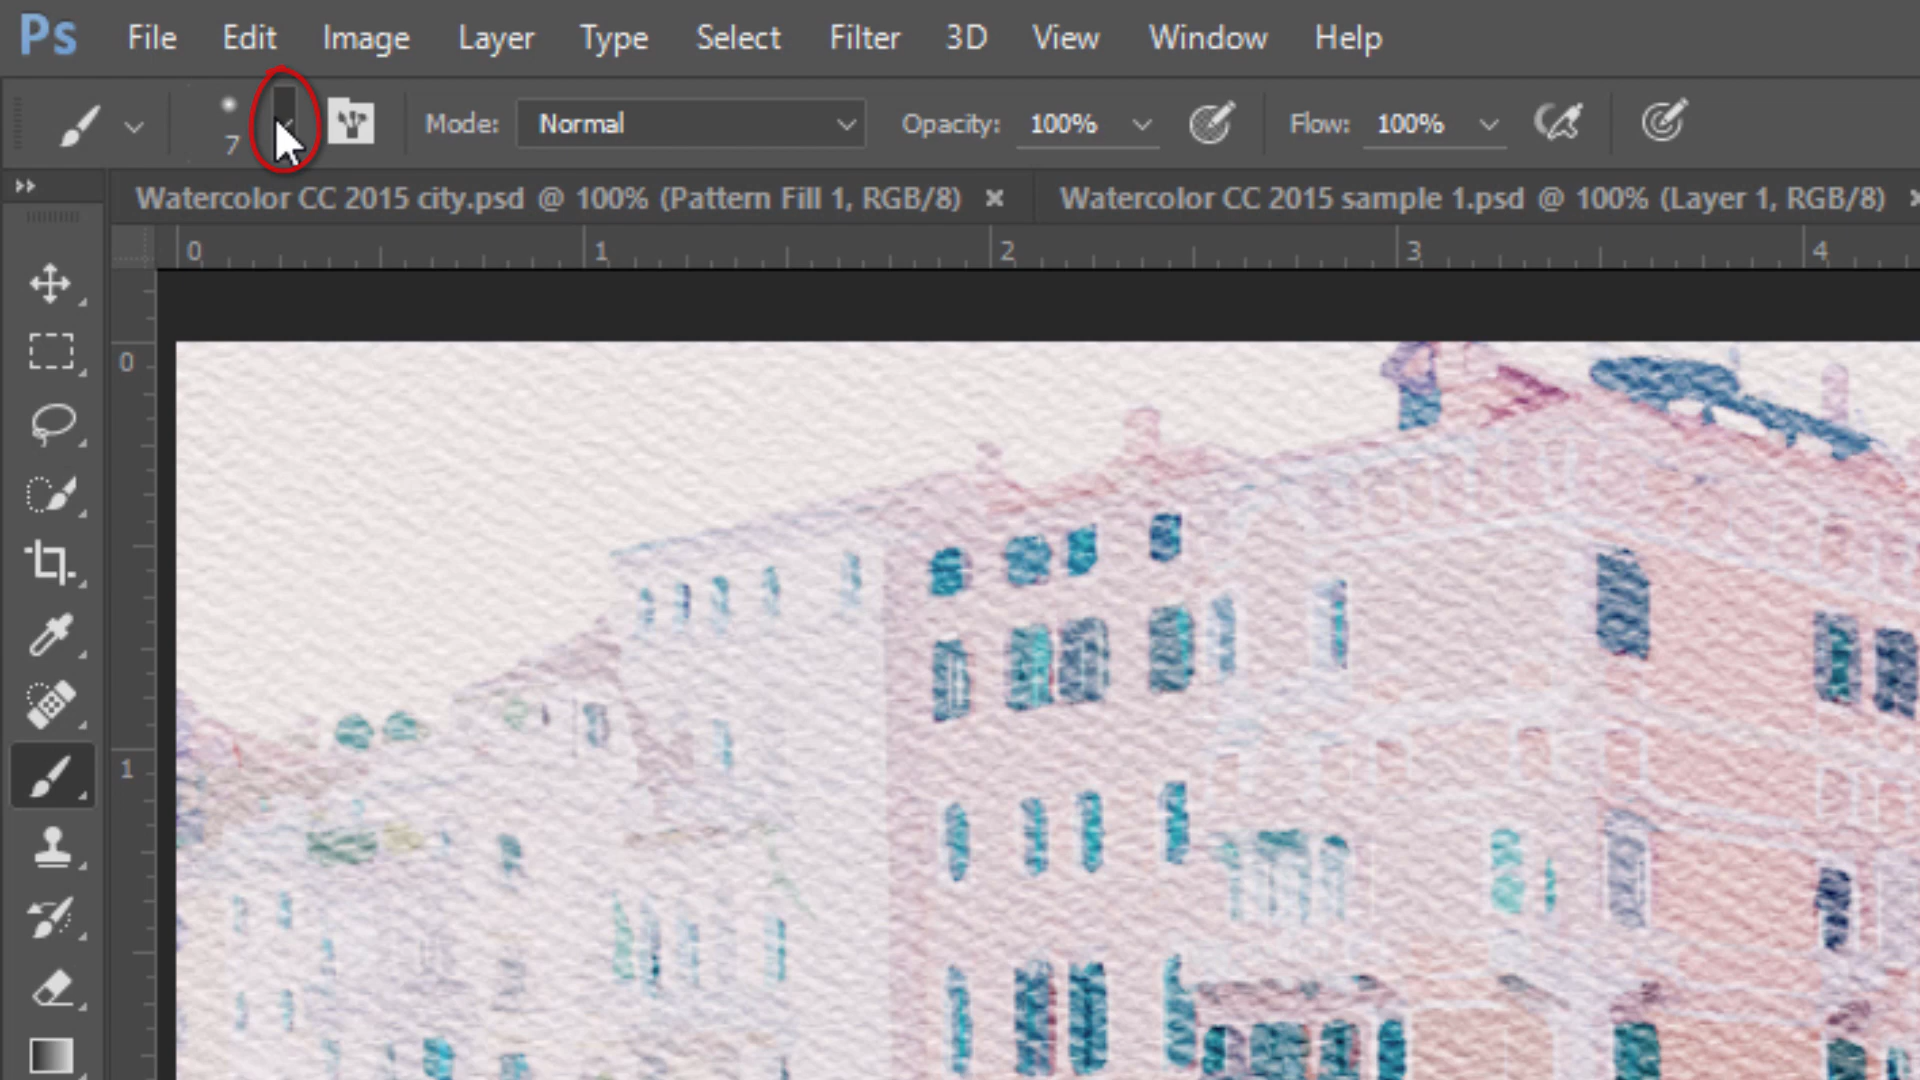 Ps File Edit Image Layer Type Select Filter 3D View Window Help
7 Mode: Normal Opacity: 100% Flow: 100%
Watercolor CC 2015 city.psd @ 100% (Pattern Fill 1, RGB/8) × Watercolor CC 2015 sample 1.psd @ 100% (Layer 1, RGB/8) ×
0 1 2 3 4
0
1